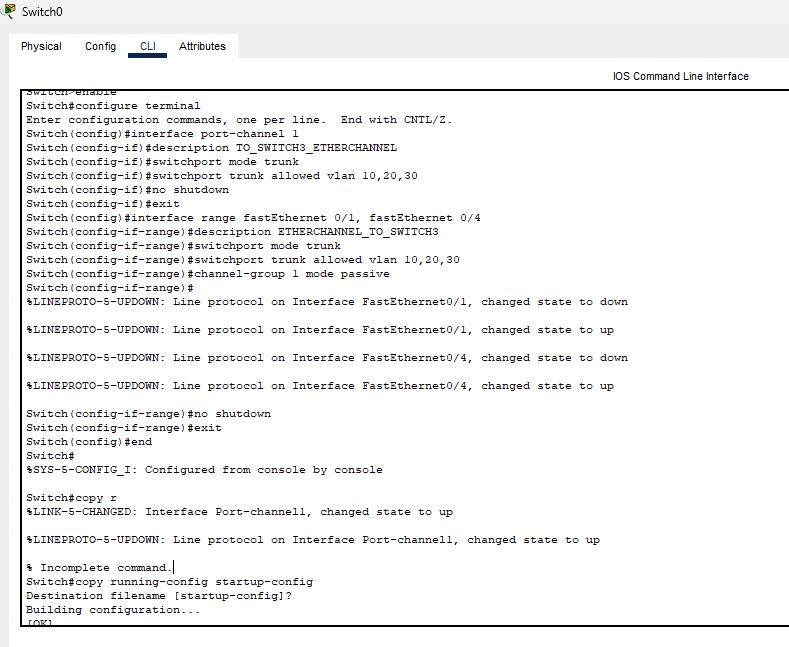 Switch0
Physical Config CLI Attributes
IOS Command Line Interface
Switch>enable
Switch#configure terminal
Enter configuration commands, one per line.  End with CNTL/Z.
Switch(config)#interface port-channel 1
Switch(config-if)#description TO_SWITCH3_ETHERCHANNEL
Switch(config-if)#switchport mode trunk
Switch(config-if)#switchport trunk allowed vlan 10,20,30
Switch(config-if)#no shutdown
Switch(config-if)#exit
Switch(config)#interface range fastEthernet 0/1, fastEthernet 0/4
Switch(config-if-range)#description ETHERCHANNEL_TO_SWITCH3
Switch(config-if-range)#switchport mode trunk
Switch(config-if-range)#switchport trunk allowed vlan 10,20,30
Switch(config-if-range)#channel-group 1 mode passive
Switch(config-if-range)#
%LINEPROTO-5-UPDOWN: Line protocol on Interface FastEthernet0/1, changed state to down
%LINEPROTO-5-UPDOWN: Line protocol on Interface FastEthernet0/1, changed state to up
%LINEPROTO-5-UPDOWN: Line protocol on Interface FastEthernet0/4, changed state to down
%LINEPROTO-5-UPDOWN: Line protocol on Interface FastEthernet0/4, changed state to up
Switch(config-if-range)#no shutdown
Switch(config-if-range)#exit
Switch(config)#end
Switch#
%SYS-5-CONFIG_I: Configured from console by console
Switch#copy r
%LINK-5-CHANGED: Interface Port-channel1, changed state to up
%LINEPROTO-5-UPDOWN: Line protocol on Interface Port-channel1, changed state to up
% Incomplete command.
Switch#copy running-config startup-config
Destination filename [startup-config]?
Building configuration...
[OK]